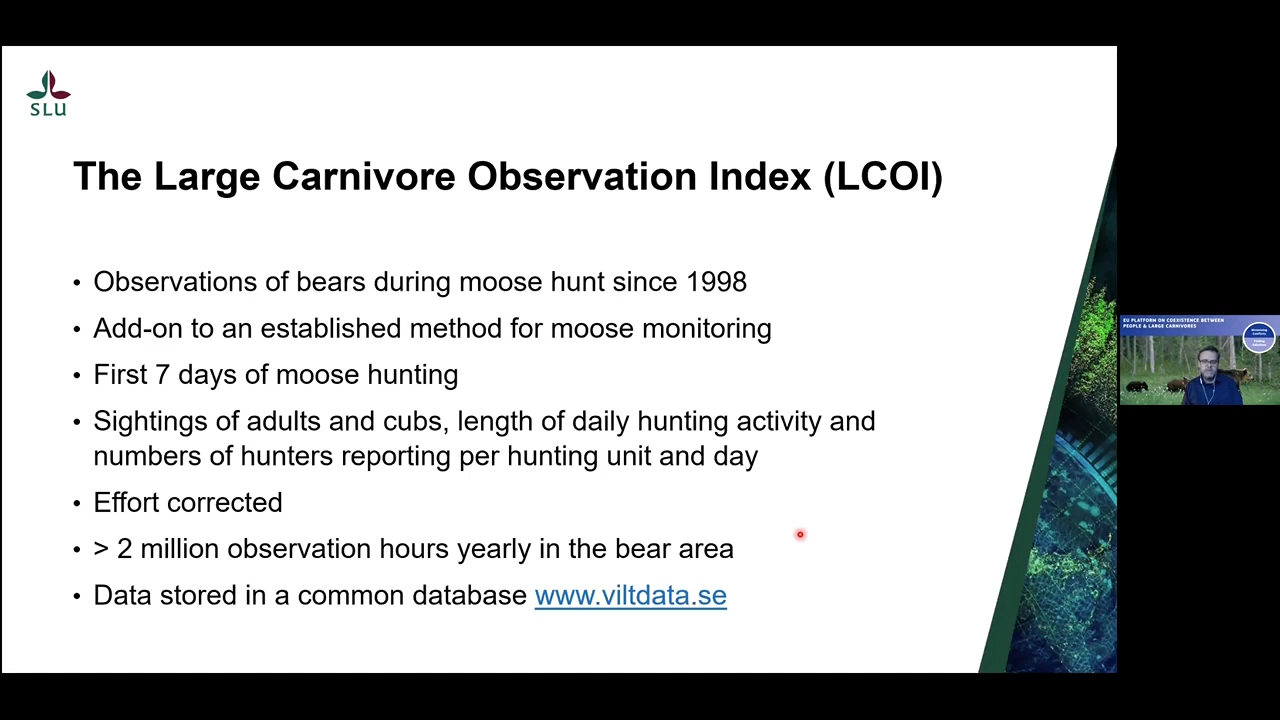 SLU
The Large Carnivore Observation Index (LCOI)
• Observations of bears during moose hunt since 1998
• Add-on to an established method for moose monitoring
• First 7 days of moose hunting
• Sightings of adults and cubs, length of daily hunting activity and
numbers of hunters reporting per hunting unit and day
• Effort corrected
• > 2 million observation hours yearly in the bear area
• Data stored in a common database www.viltdata.se
EU PLATFORM ON COEXISTENCE BETWEEN
PEOPLE & LARGE CARNIVORES